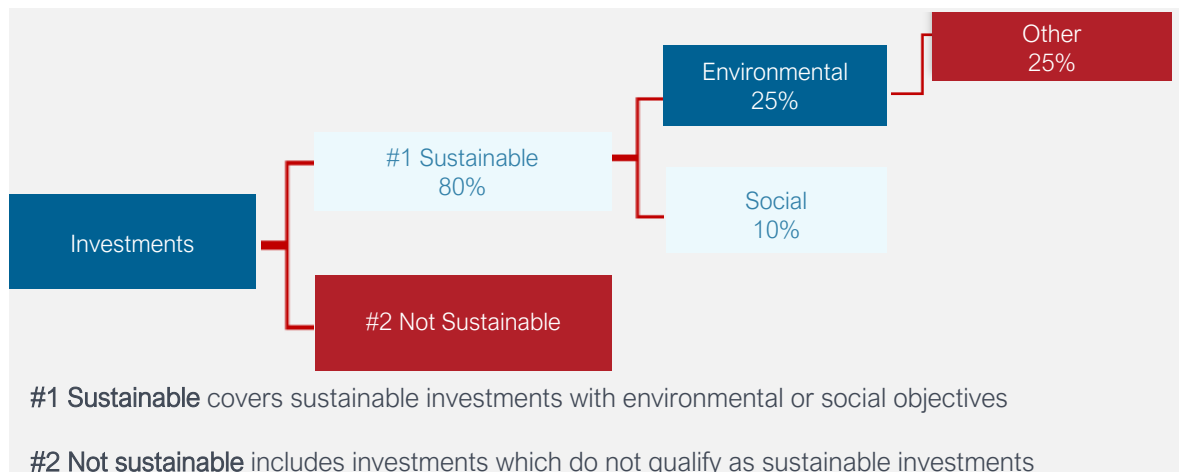 Other
25%
Environmental
25%
#1 Sustainable
80%
Social
10%
Investments
#2 Not Sustainable
#1 Sustainable covers sustainable investments with environmental or social objectives
#2 Not sustainable includes investments which do not qualify as sustainable investments